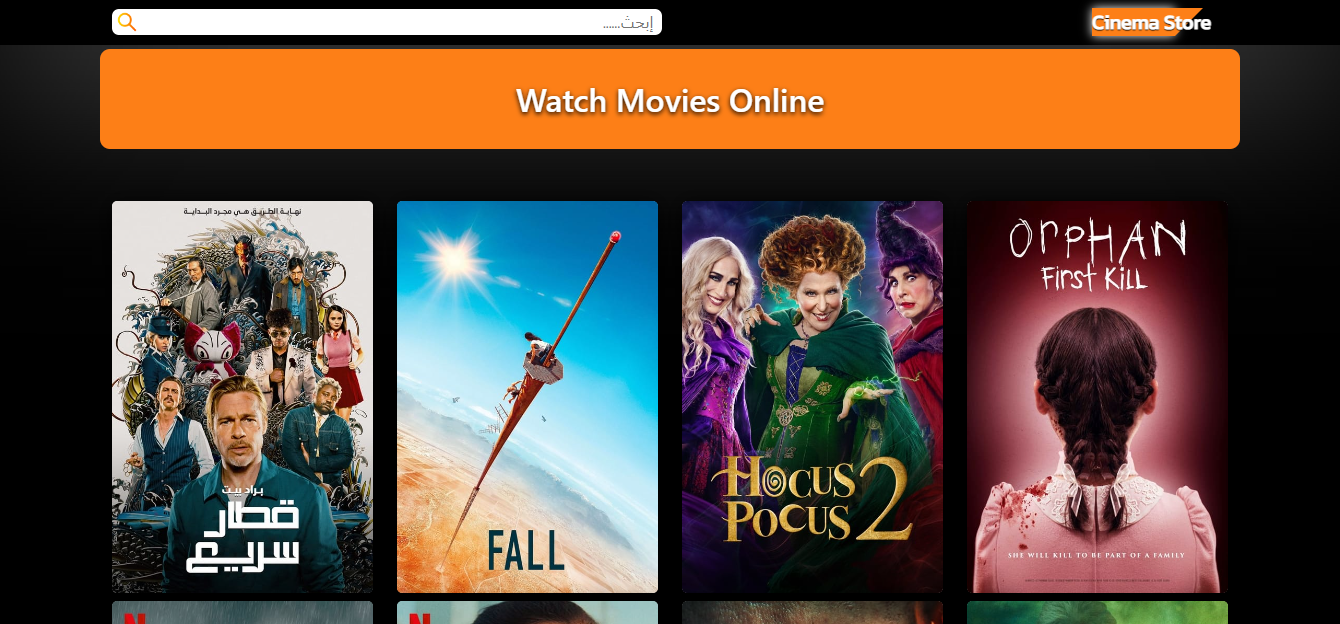 إبحث......
Cinema Store
Watch Movies Online
نهاية الطريق هي مجرد البداية
براد بيت
قطار
سريع
FALL
HOCUS
POCUS 2
ORPHAN
First Kill
SHE WILL KILL TO BE PART OF A FAMILY
N
N